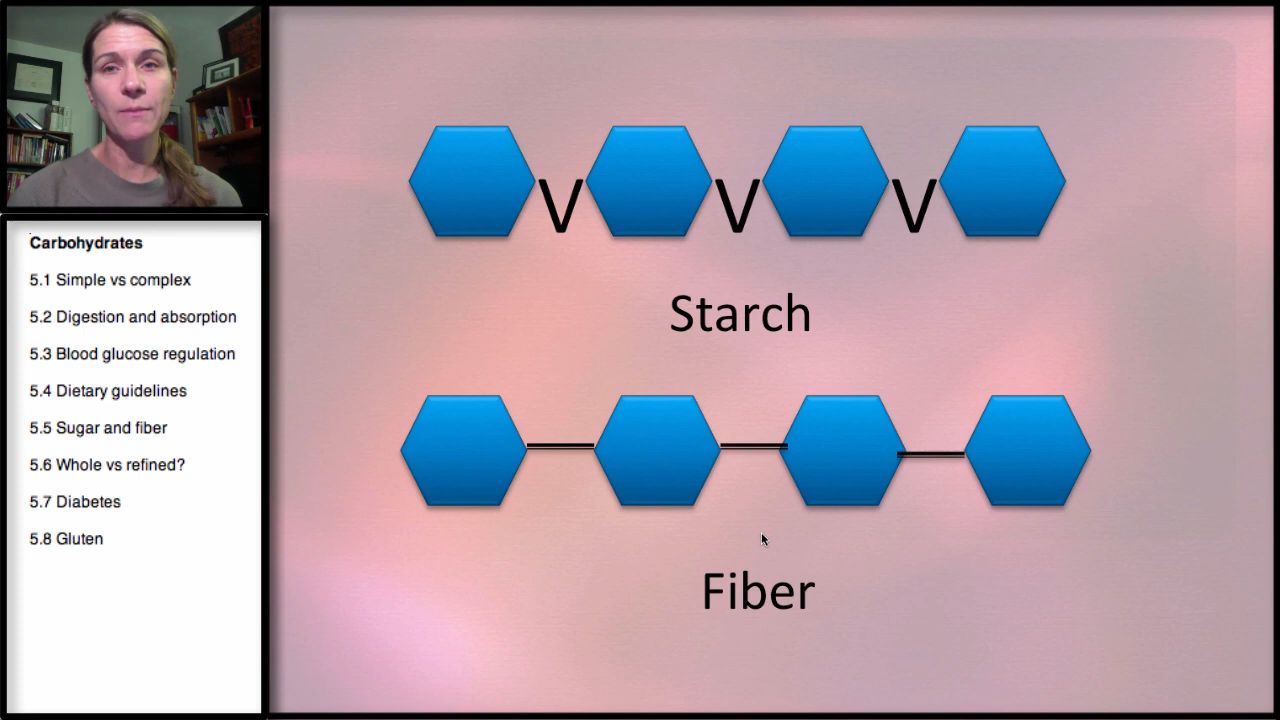 Carbohydrates
5.1 Simple vs complex
5.2 Digestion and absorption
5.3 Blood glucose regulation
5.4 Dietary guidelines
5.5 Sugar and fiber
5.6 Whole vs refined?
5.7 Diabetes
5.8 Gluten
V V V
Starch
Fiber